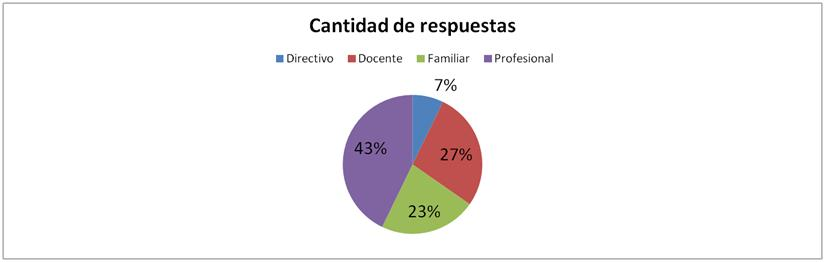 Cantidad de respuestas
Directivo Docente Familiar Profesional
7%
43% 27%
23%